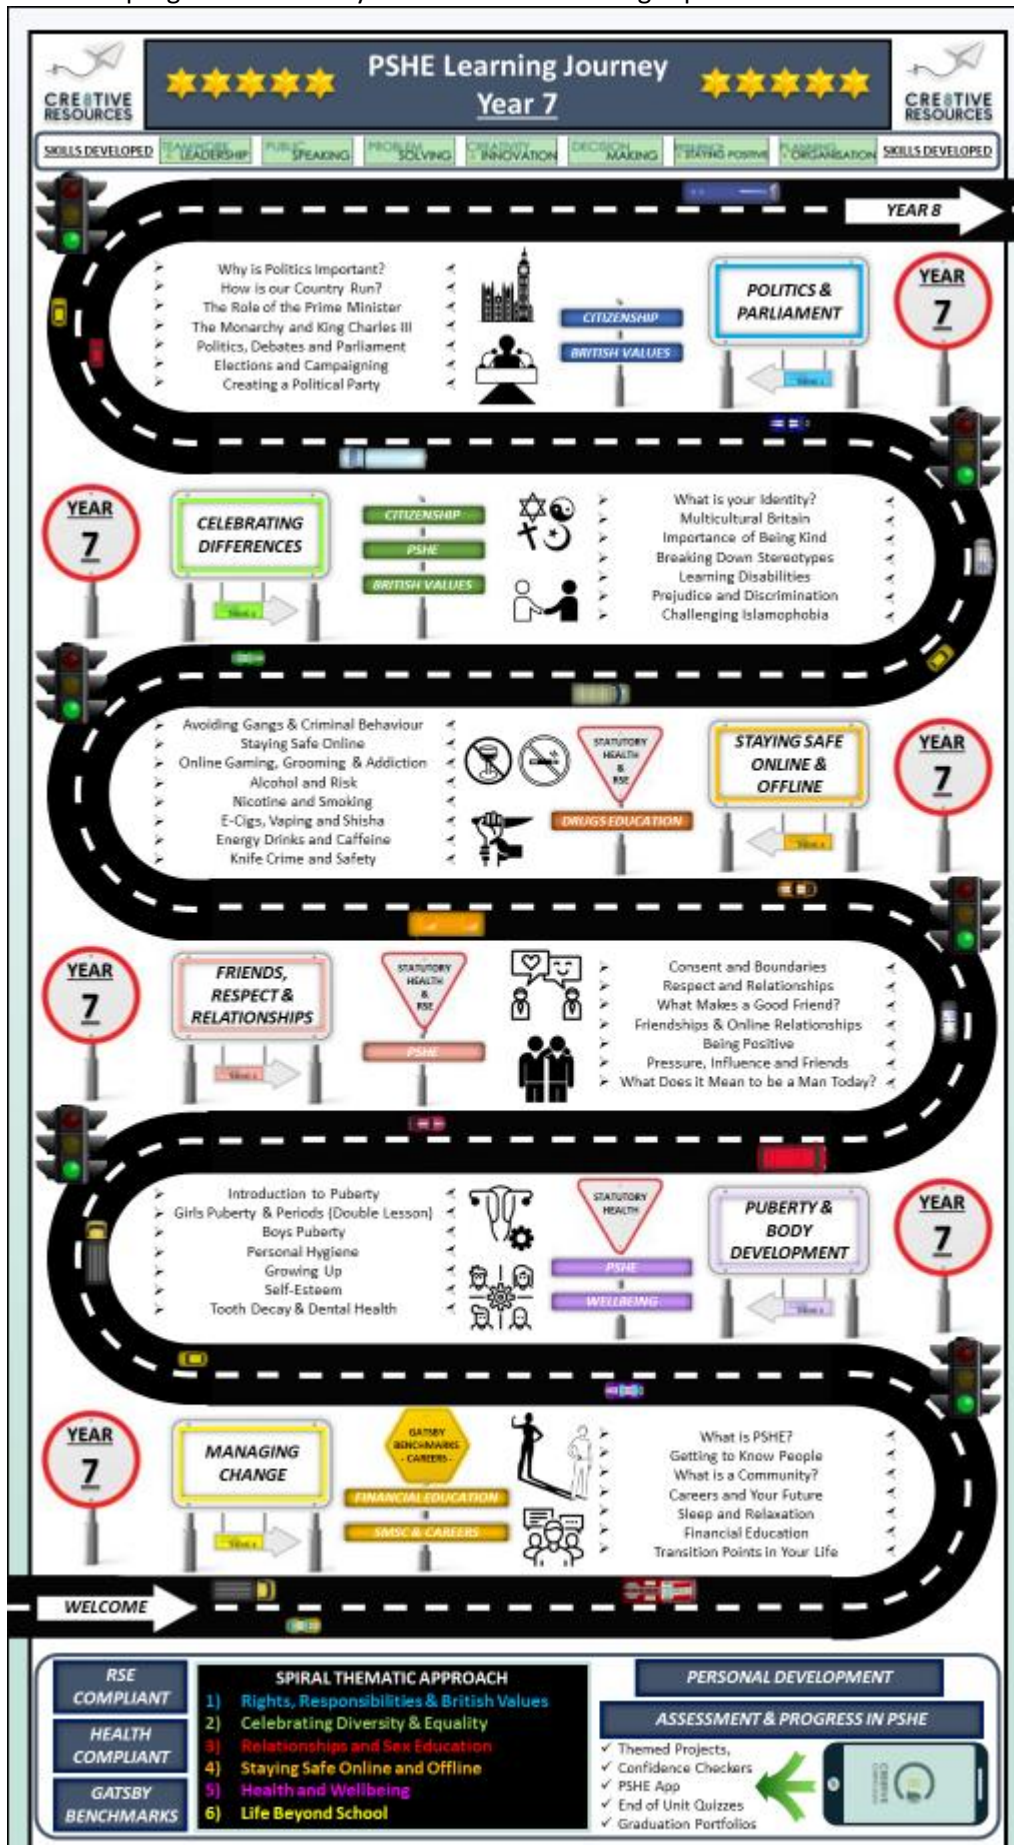 PSHE Learning Journey
Year 7
CRE8TIVE
RESOURCES
CRE8TIVE
RESOURCES
SKILLS DEVELOPED
TEAMWORK
LEADERSHIP
PUBLIC
SPEAKING
PROBLEM
SOLVING
CREATIVITY
INNOVATION
DECISION
MAKING
STAYING POSITIVE
PLANNING
ORGANISATION
SKILLS DEVELOPED
YEAR 8
Why is Politics Important?
How is our Country Run?
The Role of the Prime Minister
The Monarchy and King Charles III
Politics, Debates and Parliament
Elections and Campaigning
Creating a Political Party
CITIZENSHIP
BRITISH VALUES
POLITICS &
PARLIAMENT
YEAR
7
YEAR
7
CELEBRATING
DIFFERENCES
CITIZENSHIP
PSHE
BRITISH VALUES
What is your Identity?
Multicultural Britain
Importance of Being Kind
Breaking Down Stereotypes
Learning Disabilities
Prejudice and Discrimination
Challenging Islamophobia
Avoiding Gangs & Criminal Behaviour
Staying Safe Online
Online Gaming, Grooming & Addiction
Alcohol and Risk
Nicotine and Smoking
E-Cigs, Vaping and Shisha
Energy Drinks and Caffeine
Knife Crime and Safety
STATUTORY
HEALTH
&
RSE
DRUGS EDUCATION
STAYING SAFE
ONLINE &
OFFLINE
YEAR
7
YEAR
7
FRIENDS,
RESPECT &
RELATIONSHIPS
STATUTORY
HEALTH
&
RSE
PSHE
Consent and Boundaries
Respect and Relationships
What Makes a Good Friend?
Friendships & Online Relationships
Being Positive
Pressure, Influence and Friends
What Does it Mean to be a Man Today?
Introduction to Puberty
Girls Puberty & Periods (Double Lesson)
Boys Puberty
Personal Hygiene
Growing Up
Self-Esteem
Tooth Decay & Dental Health
STATUTORY
HEALTH
PSHE
WELLBEING
PUBERTY &
BODY
DEVELOPMENT
YEAR
7
YEAR
7
MANAGING
CHANGE
GATSBY
BENCHMARKS
- CAREERS -
FINANCIAL EDUCATION
SMSC & CAREERS
What is PSHE?
Getting to Know People
What is a Community?
Careers and Your Future
Sleep and Relaxation
Financial Education
Transition Points in Your Life
WELCOME
RSE
COMPLIANT
HEALTH
COMPLIANT
GATSBY
BENCHMARKS
SPIRAL THEMATIC APPROACH
1) Rights, Responsibilities & British Values
2) Celebrating Diversity & Equality
3) Relationships and Sex Education
4) Staying Safe Online and Offline
5) Health and Wellbeing
6) Life Beyond School
PERSONAL DEVELOPMENT
ASSESSMENT & PROGRESS IN PSHE
✓ Themed Projects,
✓ Confidence Checkers
✓ PSHE App
✓ End of Unit Quizzes
✓ Graduation Portfolios